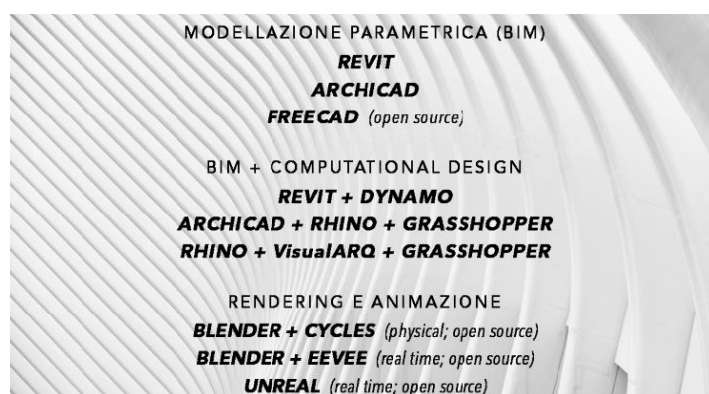 MODELLAZIONE PARAMETRICA (BIM)
REVIT
ARCHICAD
FREECAD (open source)
BIM + COMPUTATIONAL DESIGN
REVIT + DYNAMO
ARCHICAD + RHINO + GRASSHOPPER
RHINO + VisualARQ + GRASSHOPPER
RENDERING E ANIMAZIONE
BLENDER + CYCLES (physical; open source)
BLENDER + EEVEE (real time; open source)
UNREAL (real time; open source)